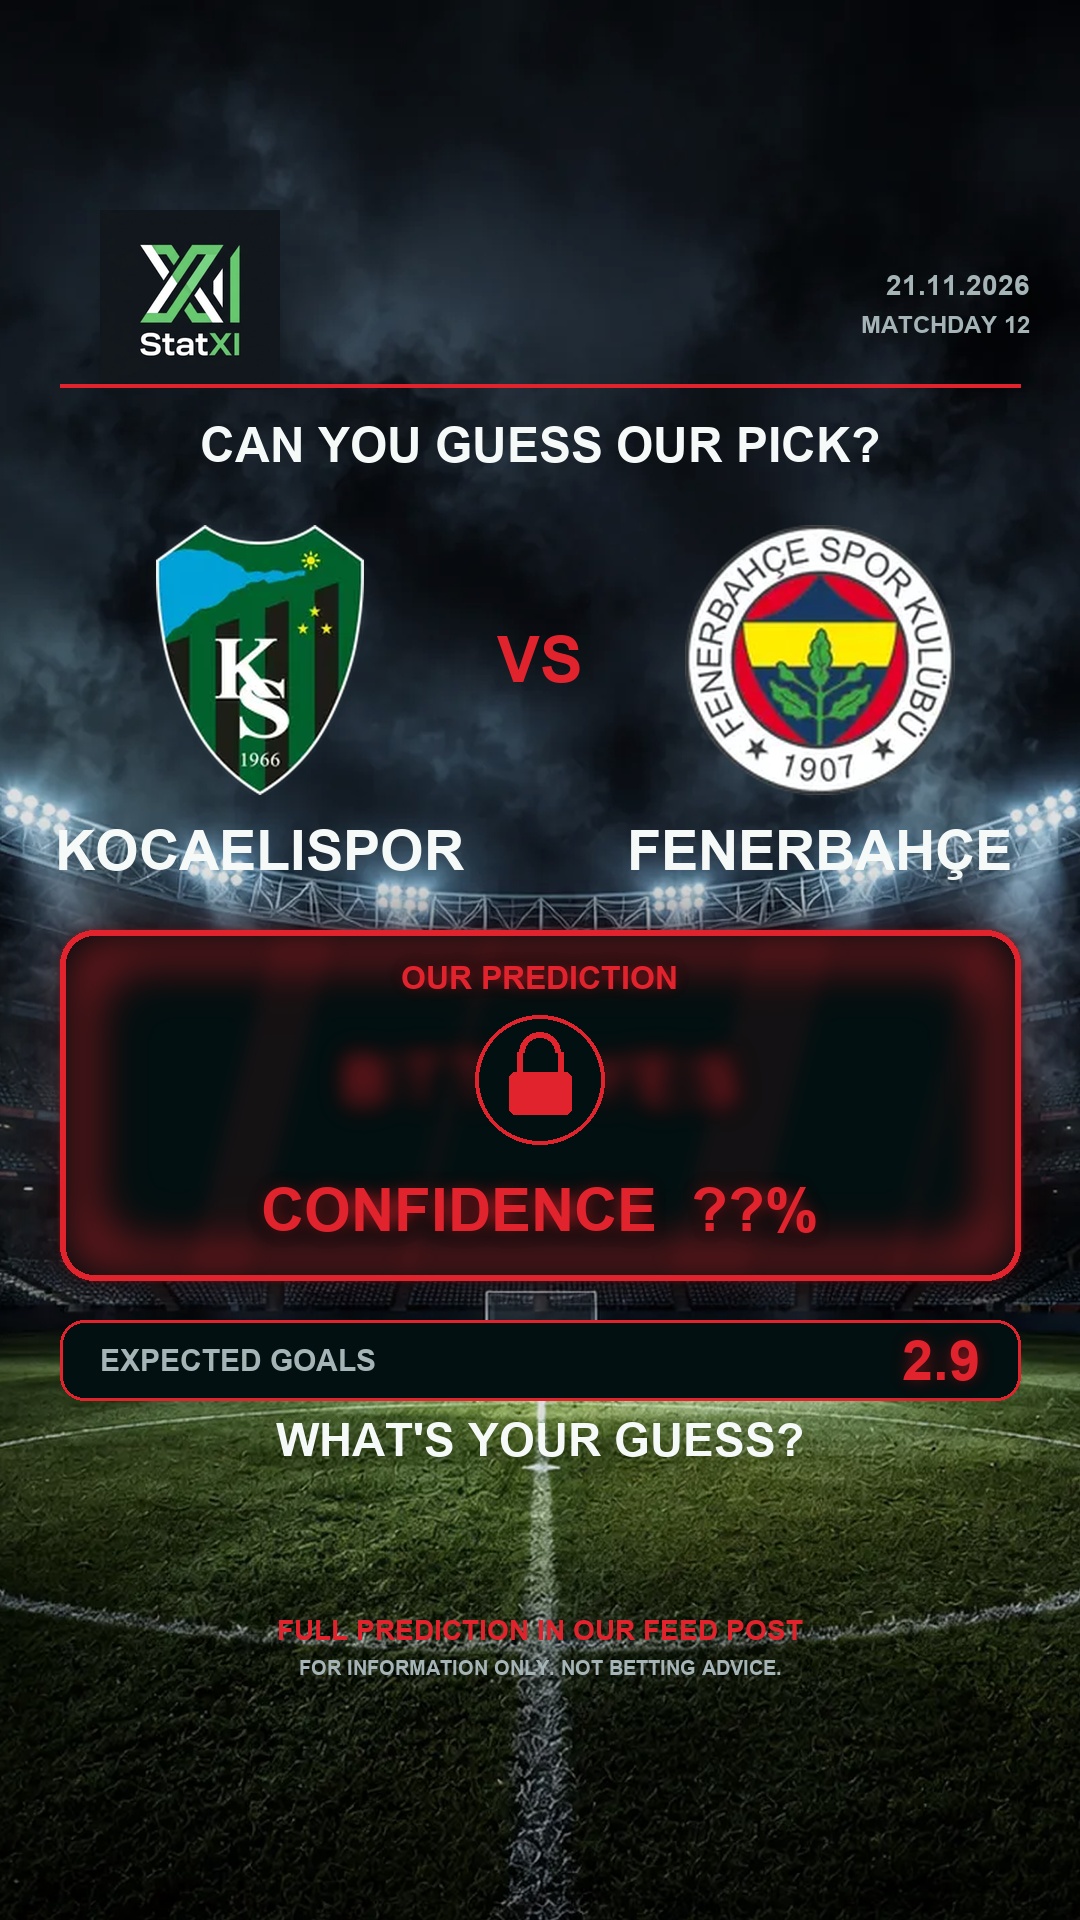 StatXI
21.11.2026
MATCHDAY 12
CAN YOU GUESS OUR PICK?
KS
1966
VS
FENERBAHÇE SPOR KULÜBÜ
1907
KOCAELISPOR
FENERBAHÇE
OUR PREDICTION
CONFIDENCE ??%
EXPECTED GOALS
2.9
WHAT'S YOUR GUESS?
FULL PREDICTION IN OUR FEED POST
FOR INFORMATION ONLY. NOT BETTING ADVICE.